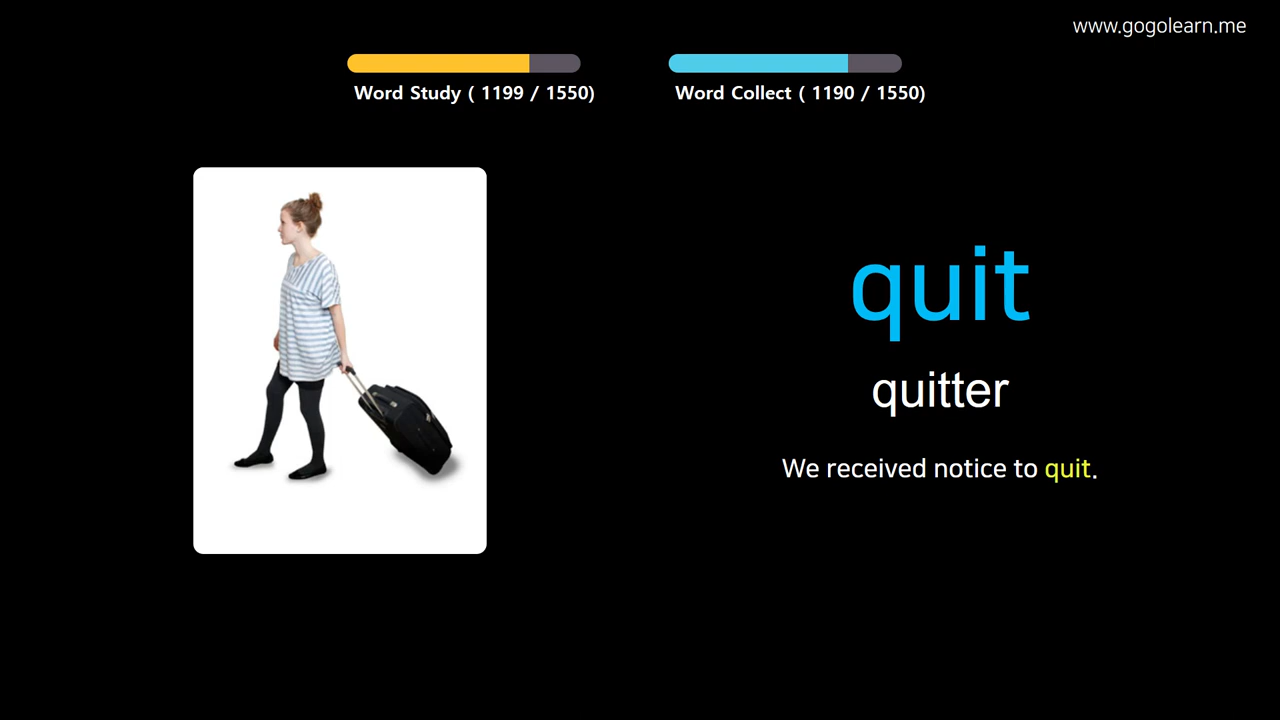 www.gogolearn.me
Word Study ( 1199 / 1550)
Word Collect ( 1190 / 1550)
quit
quitter
We received notice to quit.